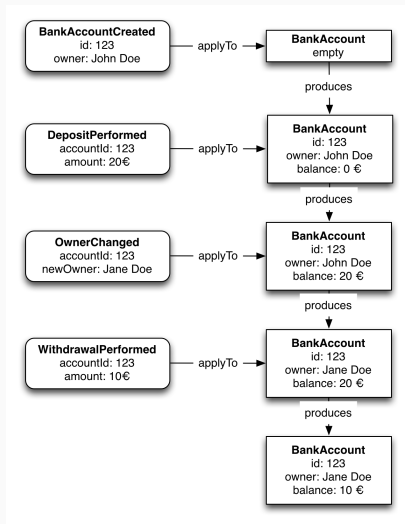 BankAccountCreated
id: 123
owner: John Doe
applyTo
BankAccount
empty
produces
DepositPerformed
accountId: 123
amount: 20€
applyTo
BankAccount
id: 123
owner: John Doe
balance: 0 €
produces
OwnerChanged
accountId: 123
newOwner: Jane Doe
applyTo
BankAccount
id: 123
owner: John Doe
balance: 20 €
produces
WithdrawalPerformed
accountId: 123
amount: 10€
applyTo
BankAccount
id: 123
owner: Jane Doe
balance: 20 €
produces
BankAccount
id: 123
owner: Jane Doe
balance: 10 €